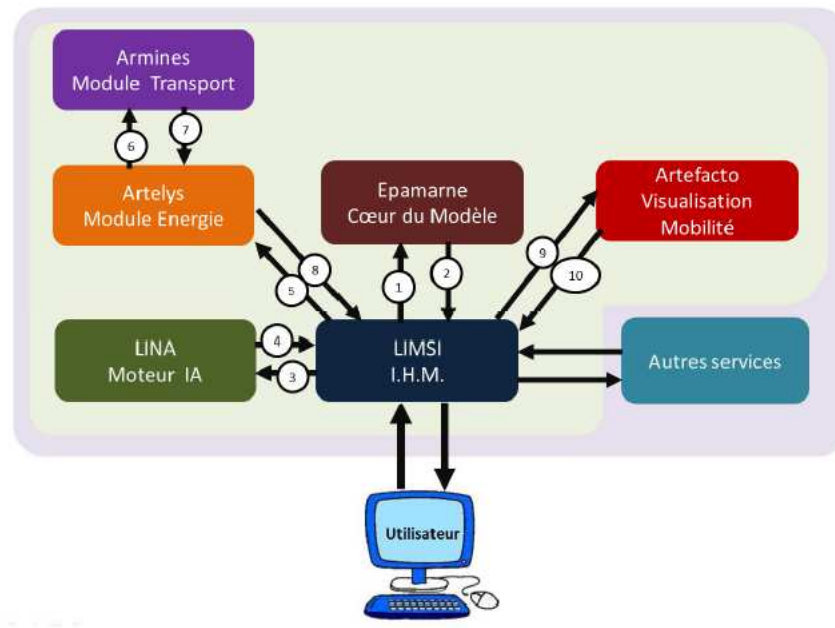 Armines
Module Transport
6
7
Artelys
Module Energie
Epamarne
Cœur du Modèle
Artefacto
Visualisation
Mobilité
8
5
1
2
9
10
LINA
Moteur IA
4
3
LIMSI
I.H.M.
Autres services
Utilisateur